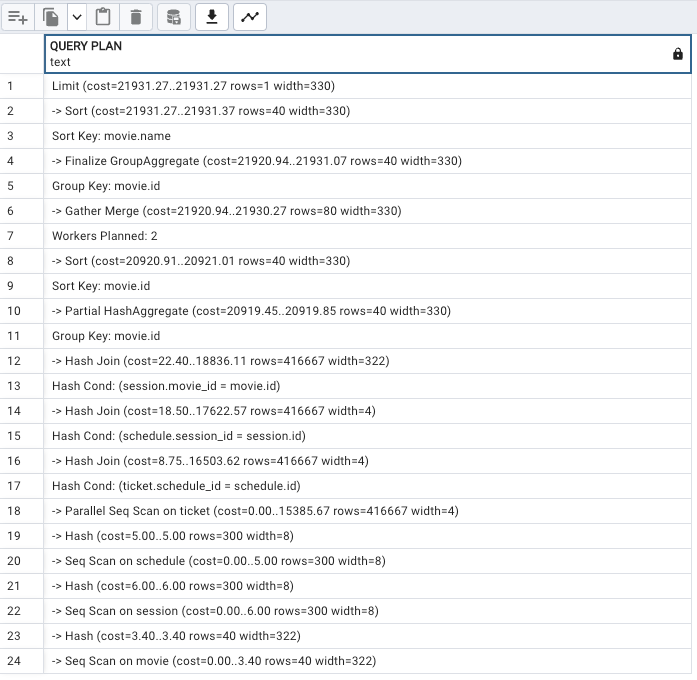 QUERY PLAN
text
1 Limit (cost=21931.27..21931.27 rows=1 width=330)
2 -> Sort (cost=21931.27..21931.37 rows=40 width=330)
3 Sort Key: movie.name
4 -> Finalize GroupAggregate (cost=21920.94..21931.07 rows=40 width=330)
5 Group Key: movie.id
6 -> Gather Merge (cost=21920.94..21930.27 rows=80 width=330)
7 Workers Planned: 2
8 -> Sort (cost=20920.91..20921.01 rows=40 width=330)
9 Sort Key: movie.id
10 -> Partial HashAggregate (cost=20919.45..20919.85 rows=40 width=330)
11 Group Key: movie.id
12 -> Hash Join (cost=22.40..18836.11 rows=416667 width=322)
13 Hash Cond: (session.movie_id = movie.id)
14 -> Hash Join (cost=18.50..17622.57 rows=416667 width=4)
15 Hash Cond: (schedule.session_id = session.id)
16 -> Hash Join (cost=8.75..16503.62 rows=416667 width=4)
17 Hash Cond: (ticket.schedule_id = schedule.id)
18 -> Parallel Seq Scan on ticket (cost=0.00..15385.67 rows=416667 width=4)
19 -> Hash (cost=5.00..5.00 rows=300 width=8)
20 -> Seq Scan on schedule (cost=0.00..5.00 rows=300 width=8)
21 -> Hash (cost=6.00..6.00 rows=300 width=8)
22 -> Seq Scan on session (cost=0.00..6.00 rows=300 width=8)
23 -> Hash (cost=3.40..3.40 rows=40 width=322)
24 -> Seq Scan on movie (cost=0.00..3.40 rows=40 width=322)